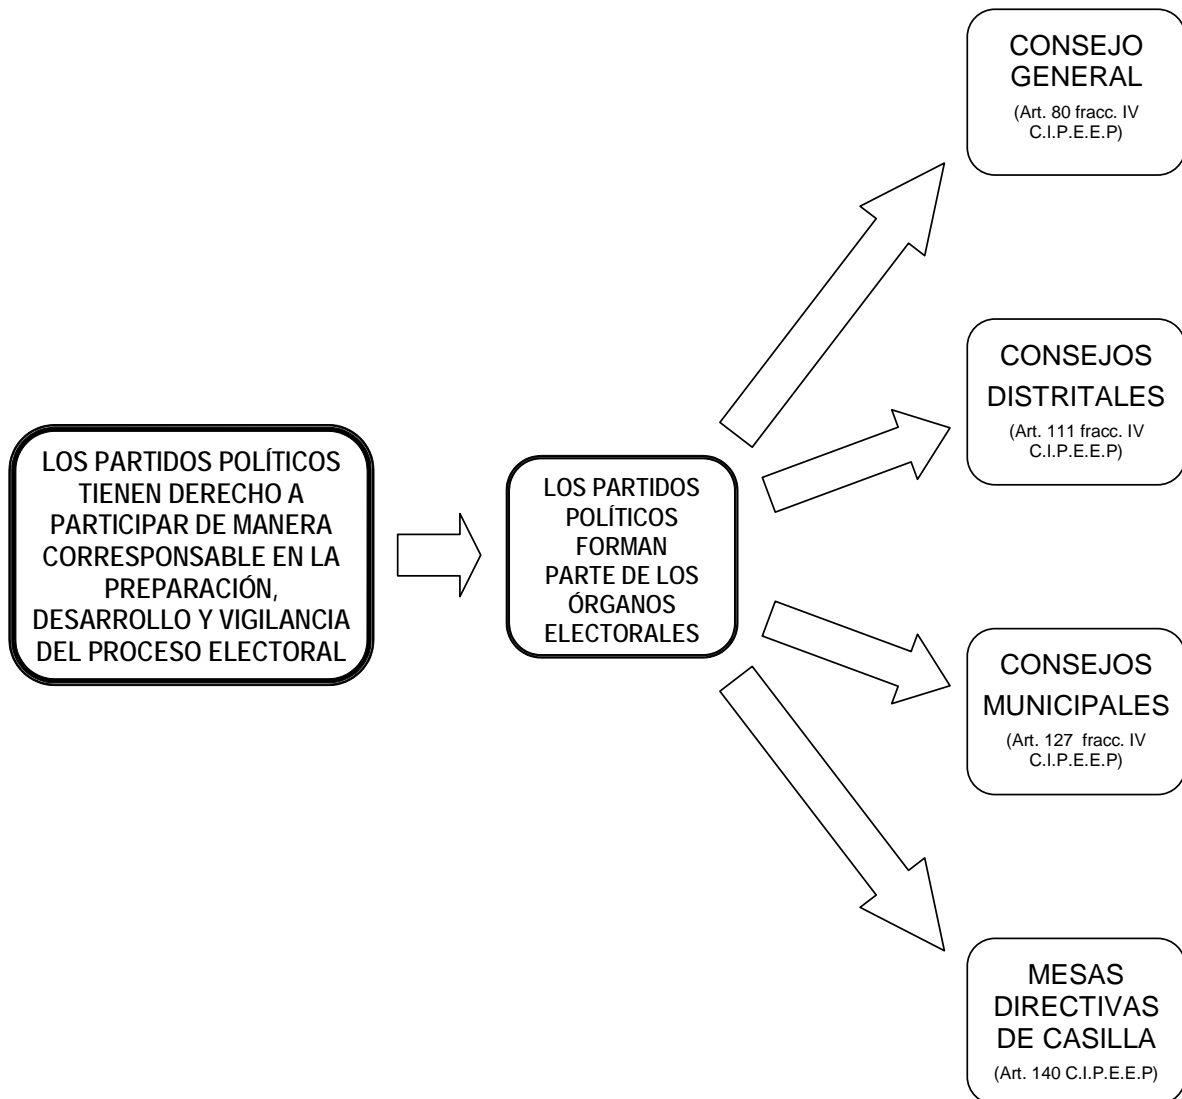 LOS PARTIDOS POLÍTICOS
TIENEN DERECHO A
PARTICIPAR DE MANERA
CORRESPONSABLE EN LA
PREPARACIÓN,
DESARROLLO Y VIGILANCIA
DEL PROCESO ELECTORAL
LOS PARTIDOS
POLÍTICOS
FORMAN
PARTE DE LOS
ÓRGANOS
ELECTORALES
CONSEJO
GENERAL
(Art. 80 fracc. IV
C.I.P.E.E.P)
CONSEJOS
DISTRITALES
(Art. 111 fracc. IV
C.I.P.E.E.P)
CONSEJOS
MUNICIPALES
(Art. 127 fracc. IV
C.I.P.E.E.P)
MESAS
DIRECTIVAS
DE CASILLA
(Art. 140 C.I.P.E.E.P)